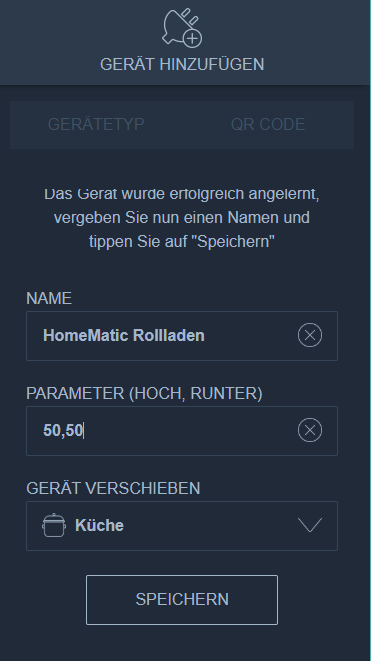 GERÄT HINZUFÜGEN
GERÄTETYP QR CODE
Das Gerät wurde erfolgreich angelernt,
vergeben Sie nun einen Namen und
tippen Sie auf "Speichern"
NAME
HomeMatic Rollladen
PARAMETER (HOCH, RUNTER)
50,50
GERÄT VERSCHIEBEN
Küche
SPEICHERN